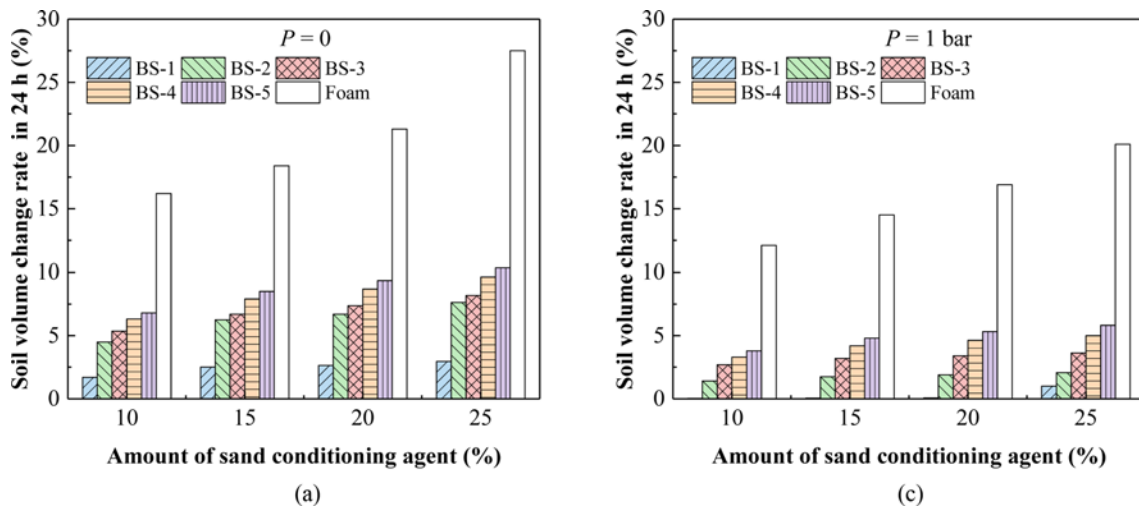 Soil volume change rate in 24 h (%)
30
25
20
15
10
5
0
P = 0
BS-1 BS-2 BS-3
BS-4 BS-5 Foam
10 15 20 25
Amount of sand conditioning agent (%)
(a)
Soil volume change rate in 24 h (%)
30
25
20
15
10
5
0
P = 1 bar
BS-1 BS-2 BS-3
BS-4 BS-5 Foam
10 15 20 25
Amount of sand conditioning agent (%)
(c)